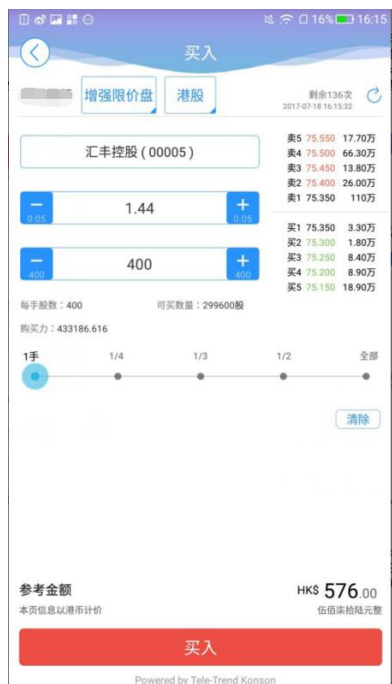 16% 16:15
买入
增强限价盘 港股 剩余136次
2017-07-18 16:15:32
汇丰控股 ( 00005 )
卖5 75.550 17.70万
卖4 75.500 66.30万
卖3 75.450 13.80万
卖2 75.400 26.00万
卖1 75.350 110万
买1 75.350 3.30万
买2 75.300 1.80万
买3 75.250 8.40万
买4 75.200 8.90万
买5 75.150 18.90万
− 0.05 1.44 + 0.05
− 400 400 + 400
每手股数：400 可买数量：299600股
购买力：433186.616
1手 1/4 1/3 1/2 全部
清除
参考金额 HK$ 576.00
本页信息以港币计价 伍佰柒拾陆元整
买入
Powered by Tele-Trend Konson